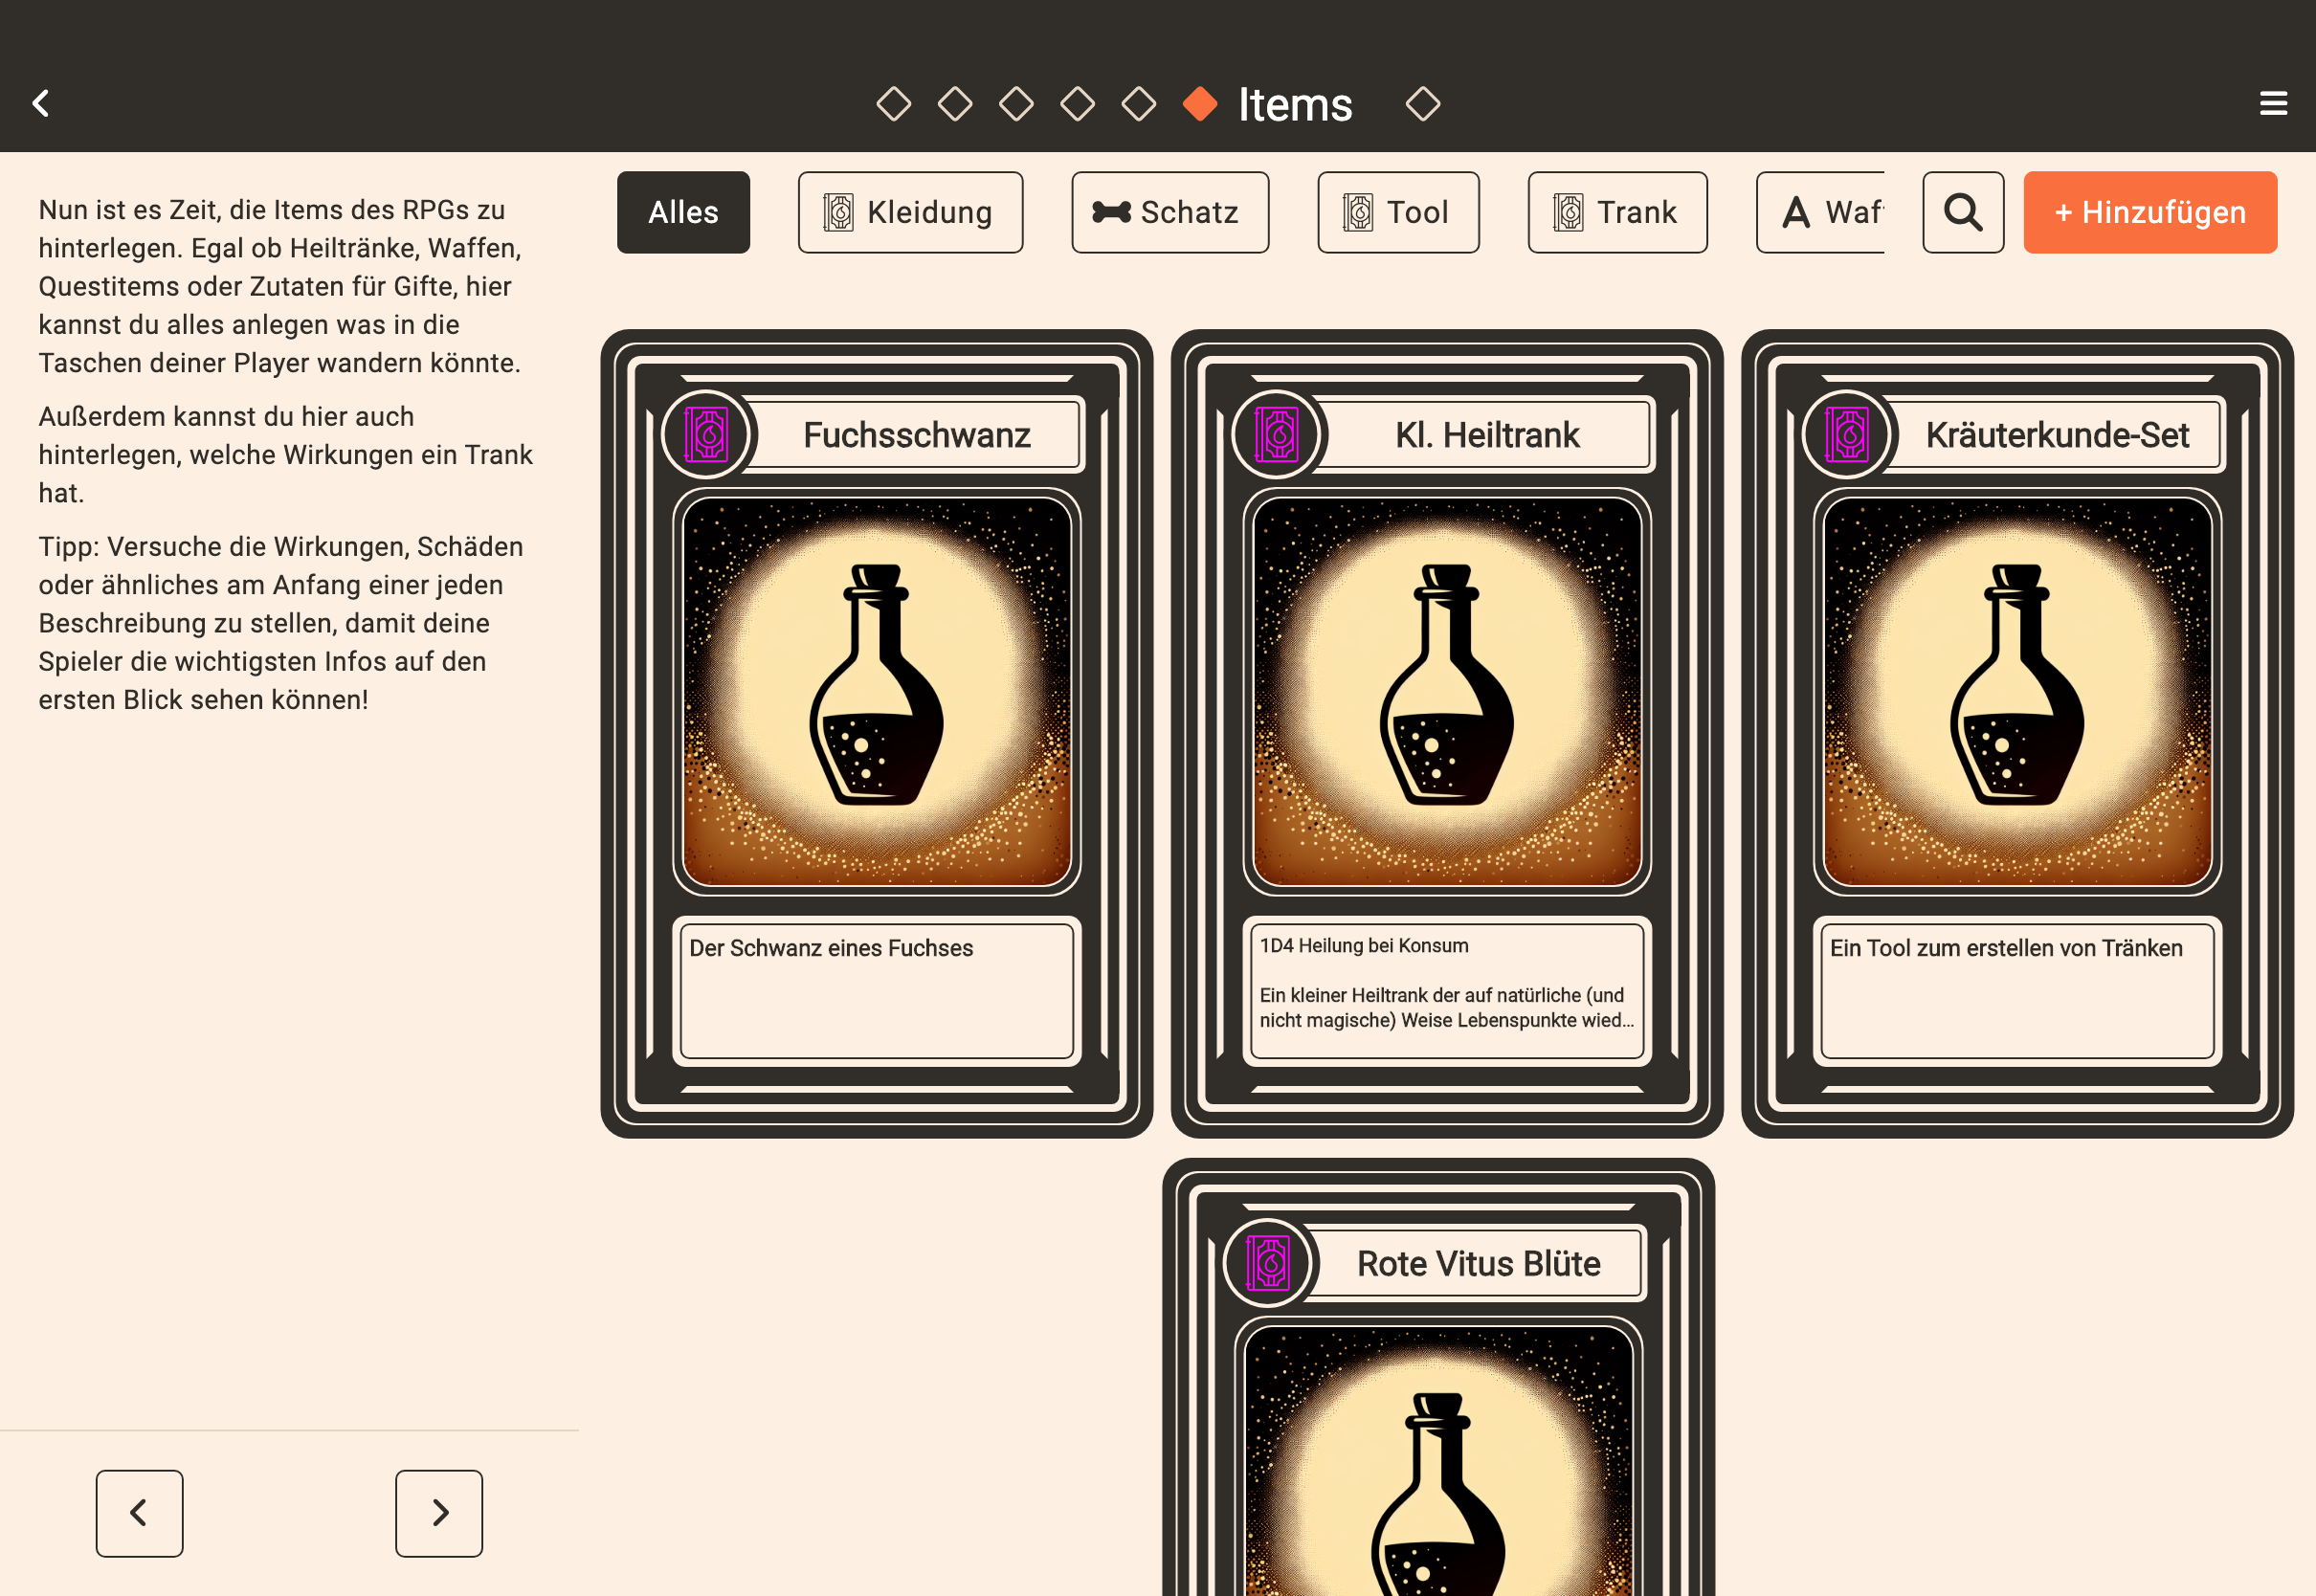 Items
Nun ist es Zeit, die Items des RPGs zu
hinterlegen. Egal ob Heiltränke, Waffen,
Questitems oder Zutaten für Gifte, hier
kannst du alles anlegen was in die
Taschen deiner Player wandern könnte.
Außerdem kannst du hier auch
hinterlegen, welche Wirkungen ein Trank
hat.
Tipp: Versuche die Wirkungen, Schäden
oder ähnliches am Anfang einer jeden
Beschreibung zu stellen, damit deine
Spieler die wichtigsten Infos auf den
ersten Blick sehen können!
Alles
Kleidung
Schatz
Tool
Trank
A Waf
+ Hinzufügen
Fuchsschwanz
Der Schwanz eines Fuchses
Kl. Heiltrank
1D4 Heilung bei Konsum
Ein kleiner Heiltrank der auf natürliche (und
nicht magische) Weise Lebenspunkte wied...
Kräuterkunde-Set
Ein Tool zum erstellen von Tränken
Rote Vitus Blüte